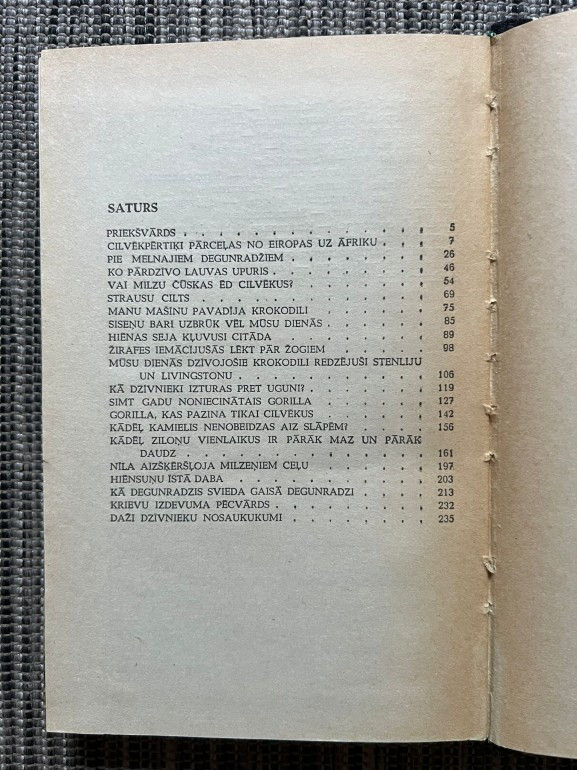 SATURS
PRIEKŠVĀRDS . . . . . . . . . . . . . 5
CILVĒKPĒRTIĶI PĀRCEĻAS NO EIROPAS UZ ĀFRIKU . . . 7
PIE MELNAJIEM DEGUNRADŽIEM . . . . . . . 26
KO PĀRDZĪVO LAUVAS UPURIS . . . . . . . . 46
VAI MILZU ČŪSKAS ĒD CILVĒKUS? . . . . . . . 54
STRAUSU CILTS . . . . . . . . . . . . 69
MANU MAŠĪNU PAVADĪJA KROKODILI . . . . . . 75
SISEŅU BARI UZBRŪK VĒL MŪSU DIENĀS . . . . . 85
HIĒNAS SEJA KĻUVUSI CITĀDA . . . . . . . . 89
ŽIRAFES IEMĀCĪJUŠĀS LĒKT PĀR ŽOGIEM . . . . . 98
MŪSU DIENĀS DZĪVOJOŠIE KROKODILI REDZĒJUŠI STENLIJU
UN LIVINGSTONU . . . . . . . . . . 106
KĀ DZĪVNIEKI IZTURAS PRET UGUNI? . . . . . . 119
SIMT GADU NONIECINĀTAIS GORILLA . . . . . . 127
GORILLA, KAS PAZINA TIKAI CILVĒKUS . . . . . 142
KĀDĒĻ KAMIELIS NENOBEIDZAS AIZ SLĀPĒM? . . . . 156
KĀDĒĻ ZILOŅU VIENLAIKUS IR PĀRĀK MAZ UN PĀRĀK
DAUDZ . . . . . . . . . . . . . 161
NĪLA AIZŠĶĒRŠĻOJA MILZEŅIEM CEĻU . . . . . . 197
HIĒNSUŅU ĪSTĀ DABA . . . . . . . . . . 203
KĀ DEGUNRADZIS SVIEDA GAISĀ DEGUNRADZI . . . . 213
KRIEVU IZDEVUMA PĒCVĀRDS . . . . . . . . 232
DAŽI DZĪVNIEKU NOSAUKUKUMI . . . . . . . 235